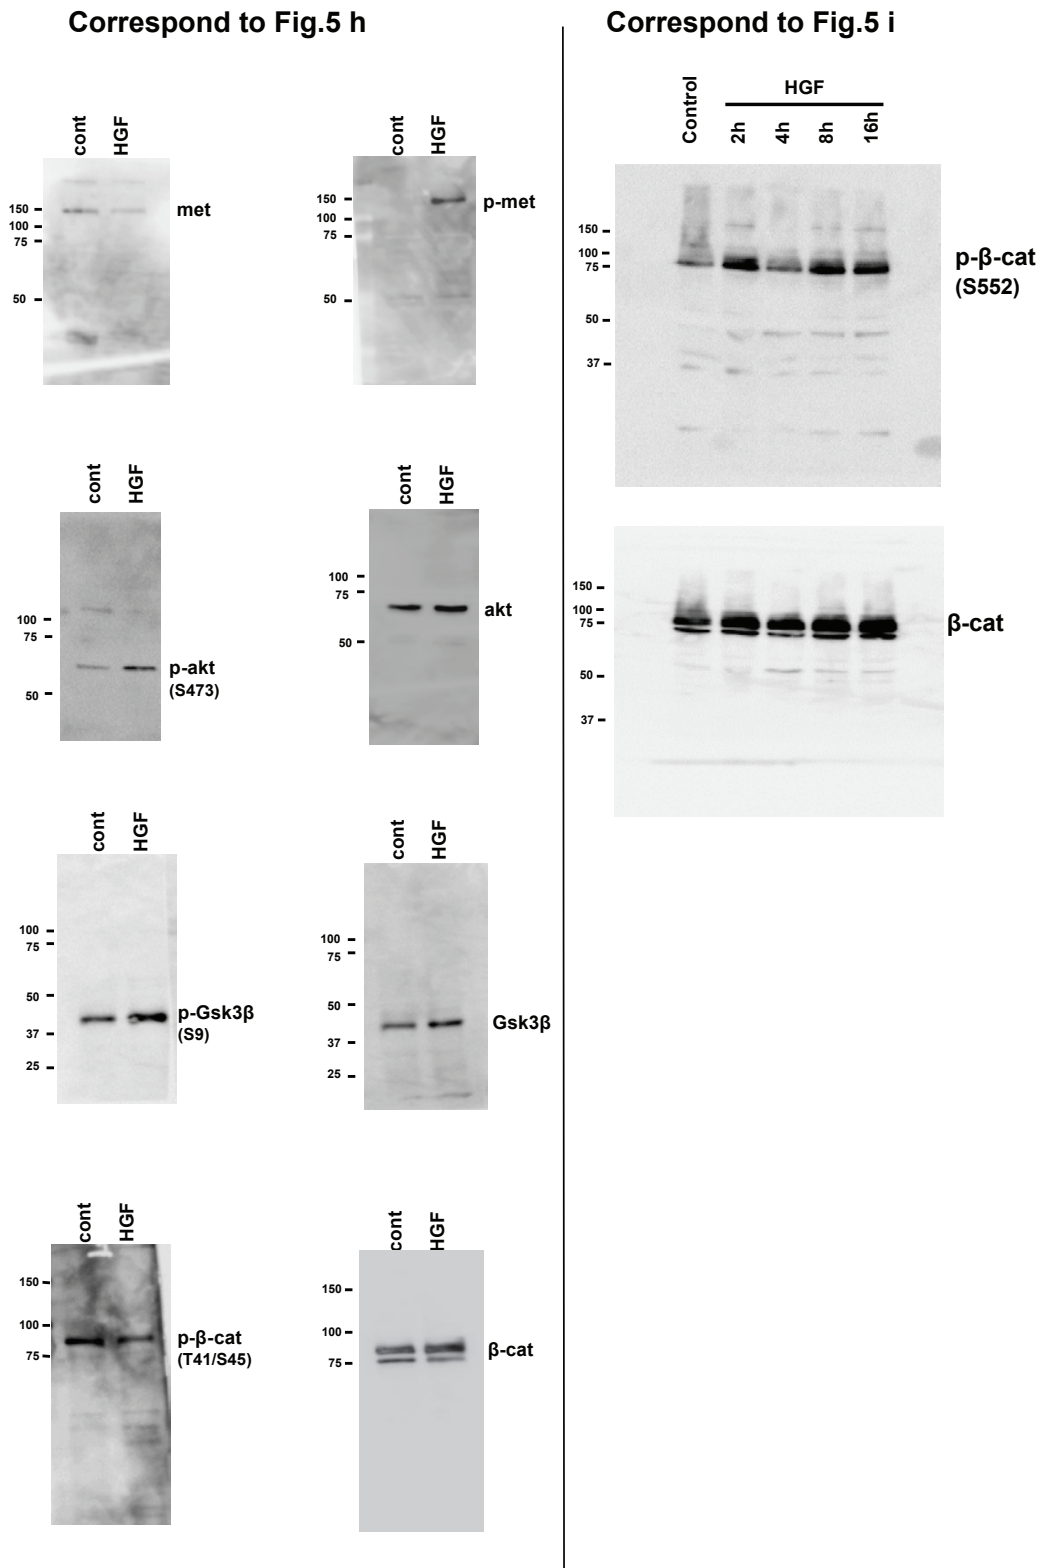 Correspond to Fig.5 h
cont
HGF
150
100
75
50
met
cont
HGF
150
100
75
50
p-met
cont
HGF
100
75
50
p-akt
(S473)
cont
HGF
100
75
50
akt
cont
HGF
100
75
50
37
25
p-Gsk3β
(S9)
cont
HGF
100
75
50
37
25
Gsk3β
cont
HGF
150
100
75
p-β-cat
(T41/S45)
cont
HGF
150
100
75
β-cat
Correspond to Fig.5 i
HGF
Control
2h
4h
8h
16h
150
100
75
50
37
p-β-cat
(S552)
150
100
75
50
37
β-cat